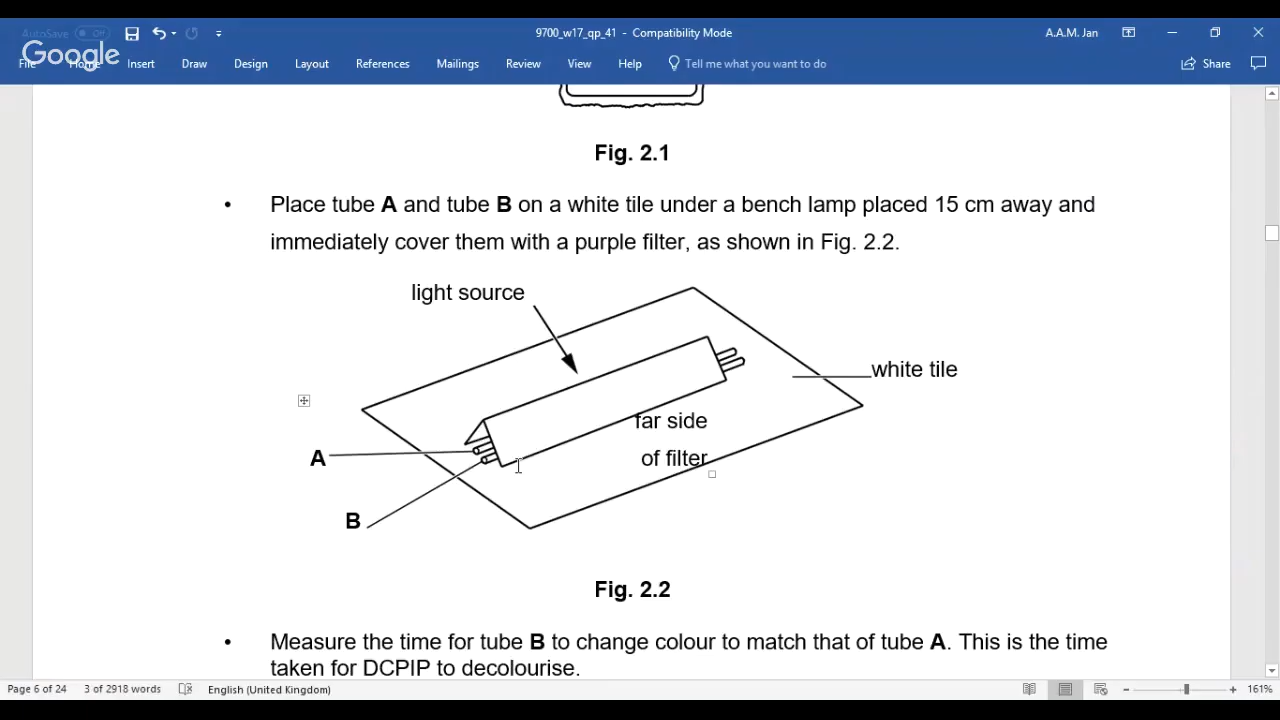 AutoSave Off 9700_w17_qp_41 - Compatibility Mode A.A.M. Jan
Google
File Home Insert Draw Design Layout References Mailings Review View Help Tell me what you want to do Share
Fig. 2.1
• Place tube A and tube B on a white tile under a bench lamp placed 15 cm away and
immediately cover them with a purple filter, as shown in Fig. 2.2.
light source
white tile
far side
of filter
A
B
Fig. 2.2
• Measure the time for tube B to change colour to match that of tube A. This is the time
taken for DCPIP to decolourise.
Page 6 of 24 3 of 2918 words English (United Kingdom) 161%